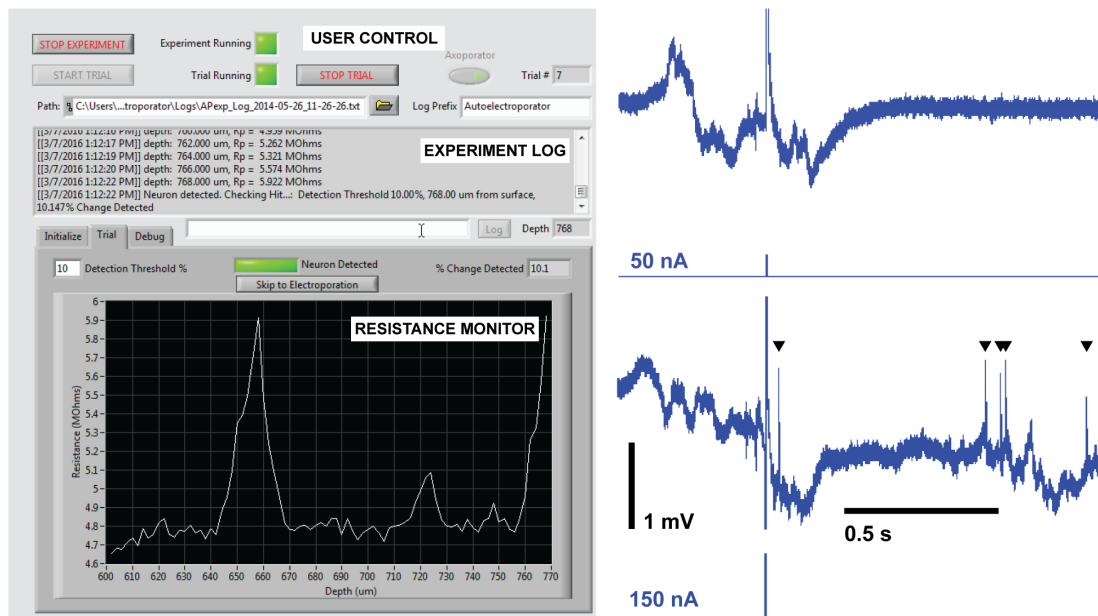 STOP EXPERIMENT
Experiment Running
USER CONTROL
Axoporator
START TRIAL
Trial Running
STOP TRIAL
Trial # 7
Path: C:\Users\...troporator\Logs\APexp_Log_2014-05-26_11-26-26.txt
Log Prefix Autoelectroporator
[[3/7/2016 1:12:17 PM]] depth: 762.000 um, Rp = 5.262 MOhms
[[3/7/2016 1:12:19 PM]] depth: 764.000 um, Rp = 5.321 MOhms
[[3/7/2016 1:12:20 PM]] depth: 766.000 um, Rp = 5.574 MOhms
[[3/7/2016 1:12:22 PM]] depth: 768.000 um, Rp = 5.922 MOhms
[[3/7/2016 1:12:22 PM]] Neuron detected. Checking Hit...: Detection Threshold 10.00%, 768.00 um from surface,
10.147% Change Detected
EXPERIMENT LOG
Initialize
Trial
Debug
Log
Depth 768
10 Detection Threshold %
Neuron Detected
% Change Detected 10.1
Skip to Electroporation
RESISTANCE MONITOR
Resistance (MOhms)
6
5.9
5.8
5.7
5.6
5.5
5.4
5.3
5.2
5.1
5
4.9
4.8
4.7
4.6
600 610 620 630 640 650 660 670 680 690 700 710 720 730 740 750 760 770
Depth (um)
50 nA
1 mV
0.5 s
150 nA